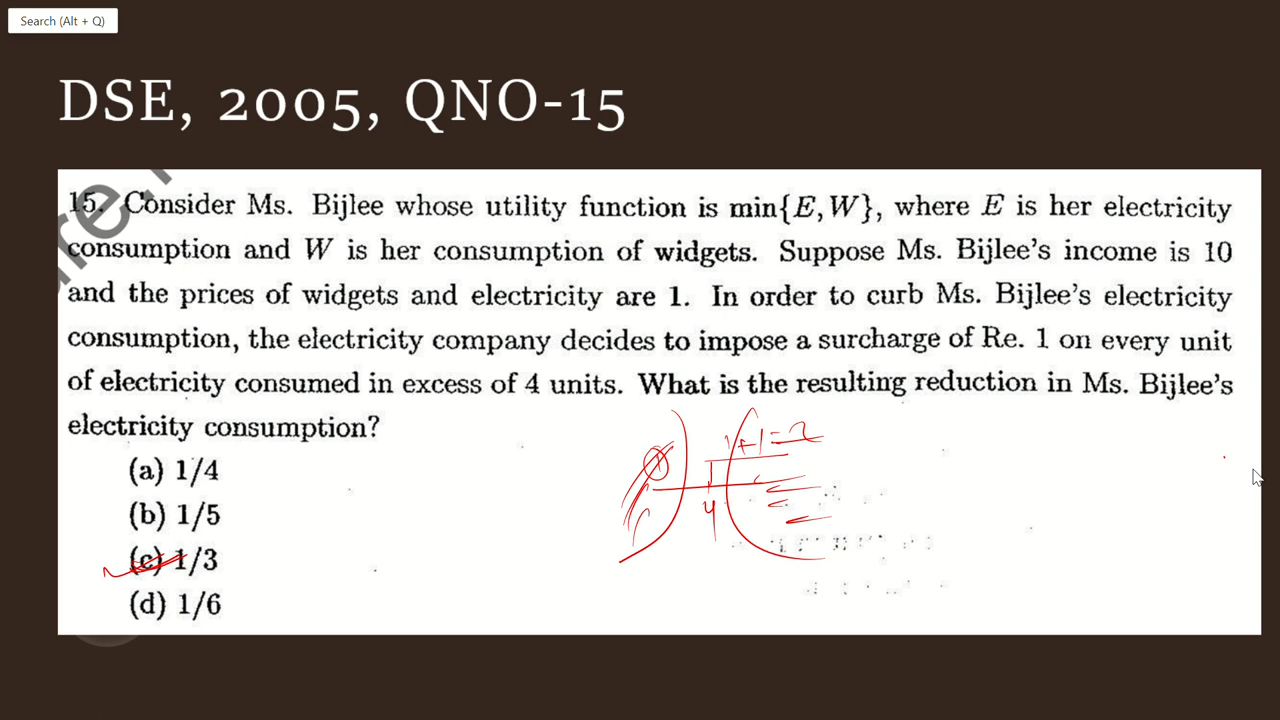 Search (Alt + Q)
DSE, 2005, QNO-15
15. Consider Ms. Bijlee whose utility function is min{E, W}, where E is her electricity
consumption and W is her consumption of widgets. Suppose Ms. Bijlee's income is 10
and the prices of widgets and electricity are 1. In order to curb Ms. Bijlee's electricity
consumption, the electricity company decides to impose a surcharge of Re. 1 on every unit
of electricity consumed in excess of 4 units. What is the resulting reduction in Ms. Bijlee's
electricity consumption?
1+1=2
(a) 1/4
4
(b) 1/5
(c) 1/3
(d) 1/6